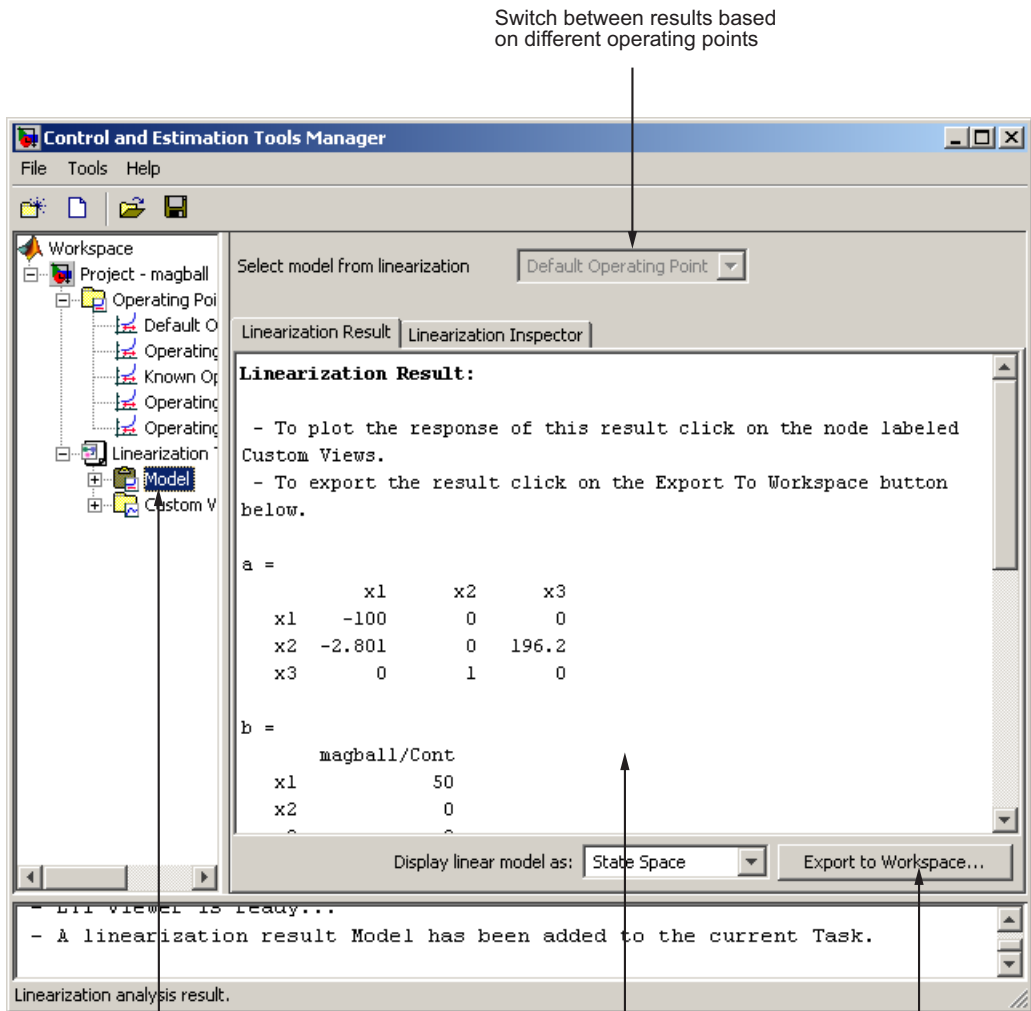 Switch between results based
on different operating points
Control and Estimation Tools Manager
File Tools Help
Workspace
Project - magball
Operating Poi
Default O
Operating
Known Op
Operating
Operating
Linearization T
Model
Custom V
Select model from linearization Default Operating Point
Linearization Result Linearization Inspector
Linearization Result:
- To plot the response of this result click on the node labeled
Custom Views.
- To export the result click on the Export To Workspace button
below.
a =
x1 x2 x3
x1 -100 0 0
x2 -2.801 0 196.2
x3 0 1 0
b =
magball/Cont
x1 50
x2 0
Display linear model as: State Space Export to Workspace...
- LTI Viewer is ready...
- A linearization result Model has been added to the current Task.
Linearization analysis result.